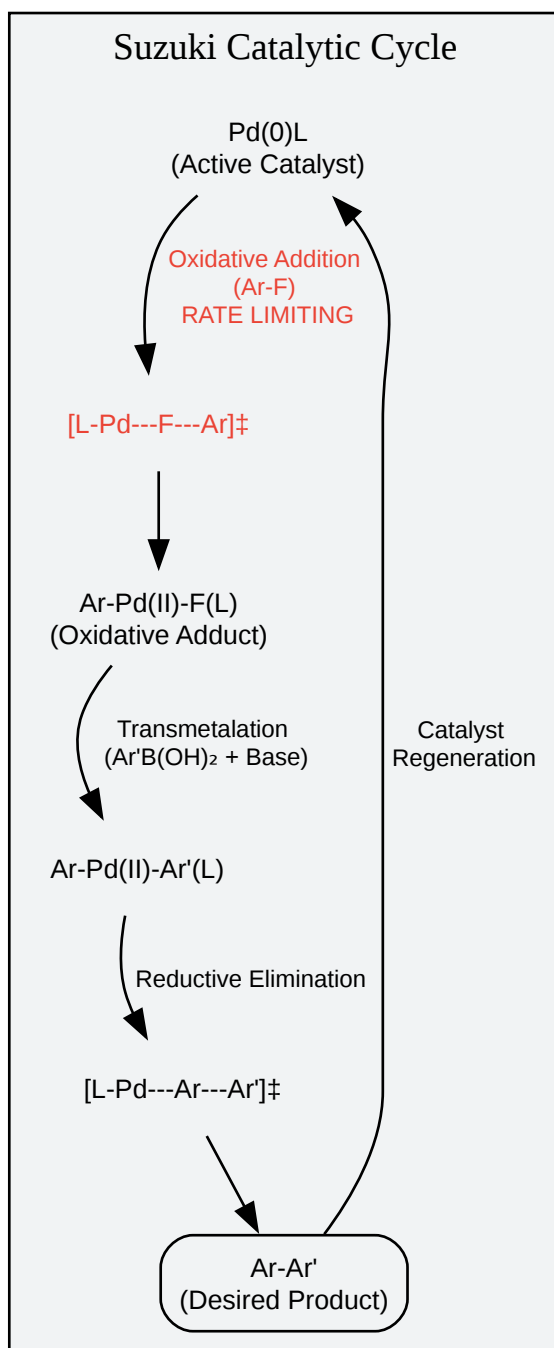 Suzuki Catalytic Cycle
Pd(0)L
(Active Catalyst)
Oxidative Addition
(Ar-F)
RATE LIMITING
[L-Pd---F---Ar]‡
Ar-Pd(II)-F(L)
(Oxidative Adduct)
Transmetalation
(Ar'B(OH)₂ + Base)
Catalyst
Regeneration
Ar-Pd(II)-Ar'(L)
Reductive Elimination
[L-Pd---Ar---Ar']‡
Ar-Ar'
(Desired Product)